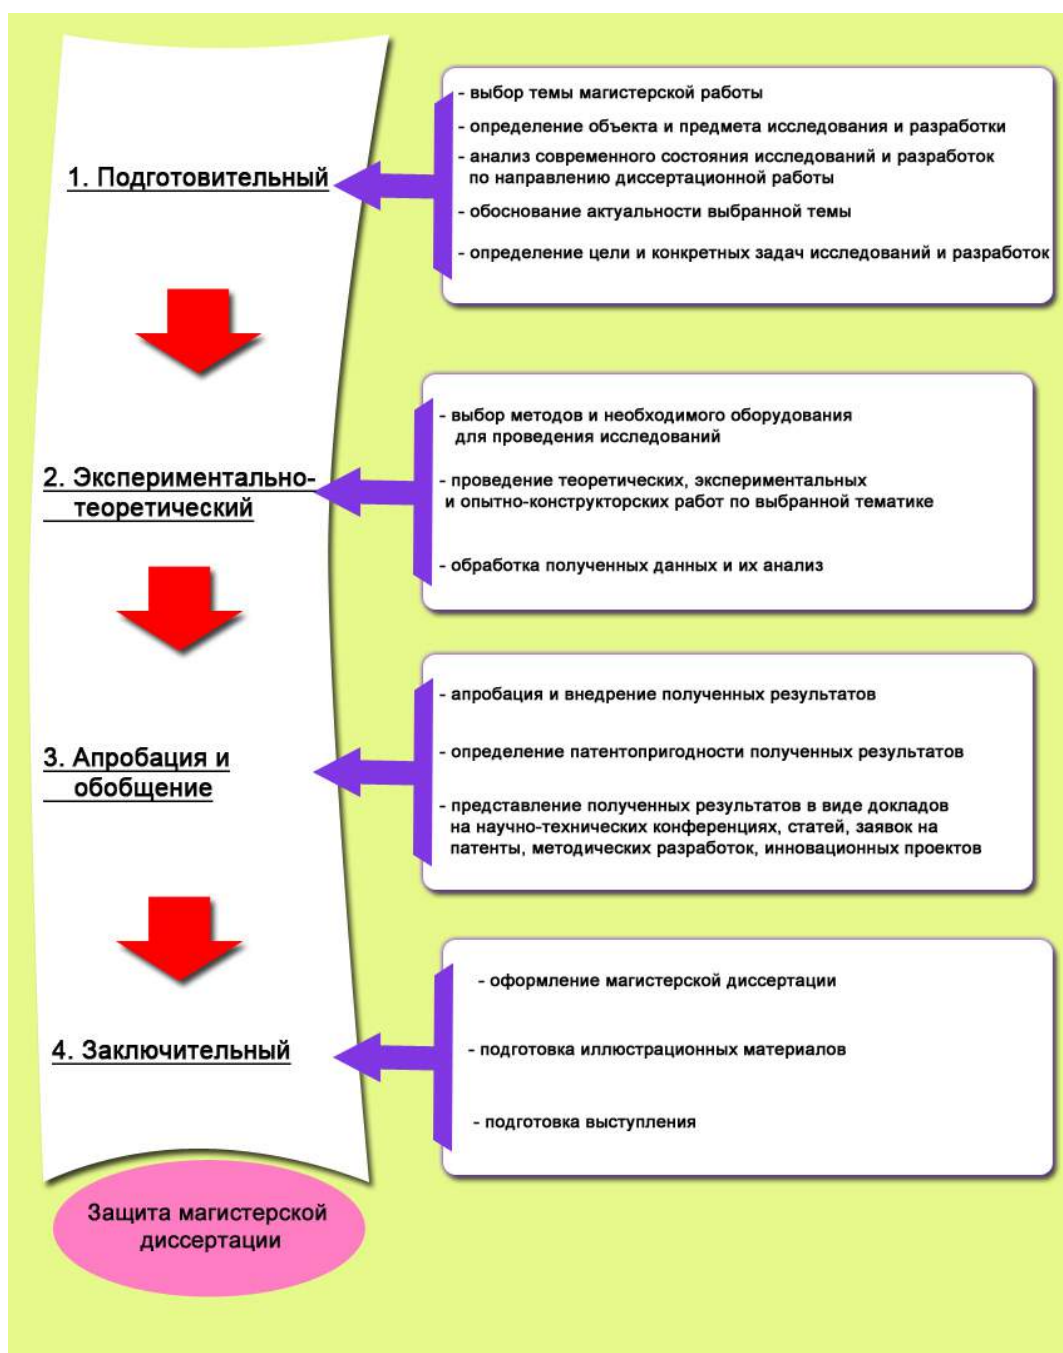 1. Подготовительный
- выбор темы магистерской работы
- определение объекта и предмета исследования и разработки
- анализ современного состояния исследований и разработок
по направлению диссертационной работы
- обоснование актуальности выбранной темы
- определение цели и конкретных задач исследований и разработок
2. Экспериментально-
теоретический
- выбор методов и необходимого оборудования
для проведения исследований
- проведение теоретических, экспериментальных
и опытно-конструкторских работ по выбранной тематике
- обработка полученных данных и их анализ
3. Апробация и
обобщение
- апробация и внедрение полученных результатов
- определение патентопригодности полученных результатов
- представление полученных результатов в виде докладов
на научно-технических конференциях, статей, заявок на
патенты, методических разработок, инновационных проектов
4. Заключительный
- оформление магистерской диссертации
- подготовка иллюстрационных материалов
- подготовка выступления
Защита магистерской
диссертации